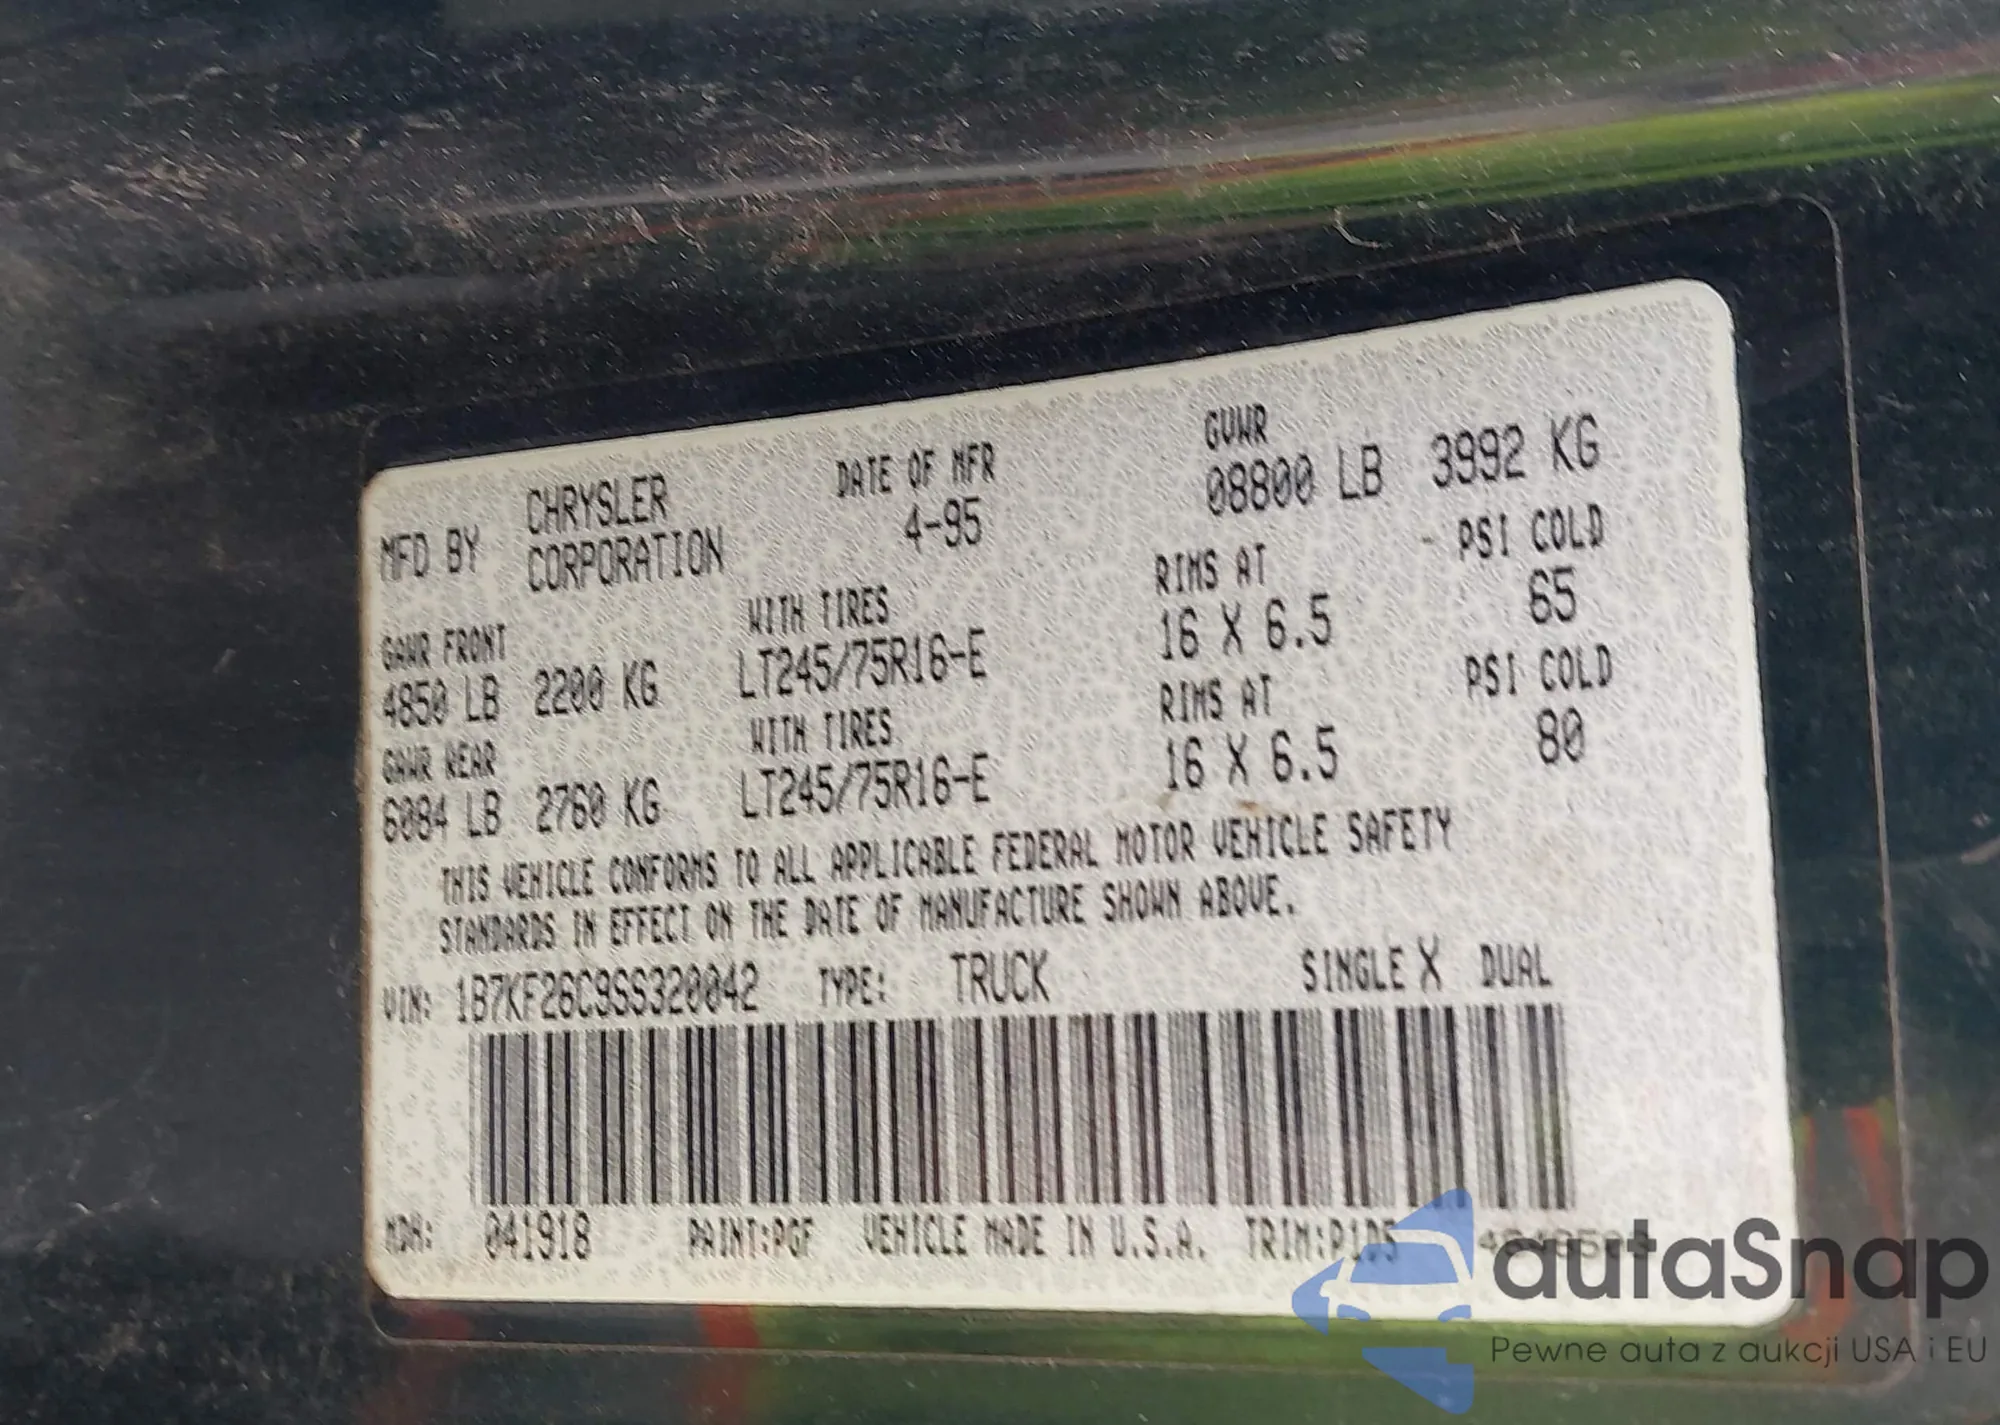 MFD BY CHRYSLER CORPORATION DATE OF MFR 4-95 GVWR 08800 LB 3992 KG
GAWR FRONT WITH TIRES RIMS AT PSI COLD
4850 LB 2200 KG LT245/75R16-E 16 X 6.5 65
GAWR REAR WITH TIRES RIMS AT PSI COLD
6084 LB 2760 KG LT245/75R16-E 16 X 6.5 80
THIS VEHICLE CONFORMS TO ALL APPLICABLE FEDERAL MOTOR VEHICLE SAFETY
STANDARDS IN EFFECT ON THE DATE OF MANUFACTURE SHOWN ABOVE.
VIN: 1B7KF26C9SS320042 TYPE: TRUCK SINGLE X DUAL
MDH: 041918 PAINT:PGF VEHICLE MADE IN U.S.A. TRIM:P1D5
autaSnap
Pewne auta z aukcji USA i EU